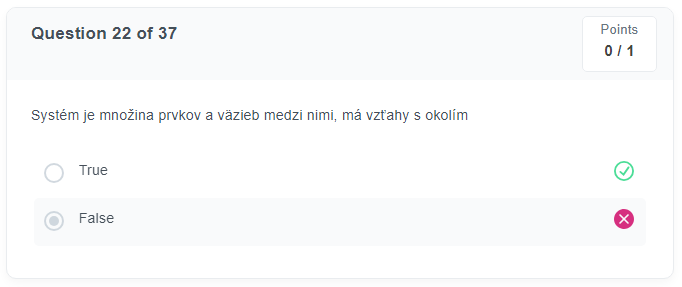 Question 22 of 37
Points
0 / 1
Systém je množina prvkov a väzieb medzi nimi, má vzťahy s okolím
True
False